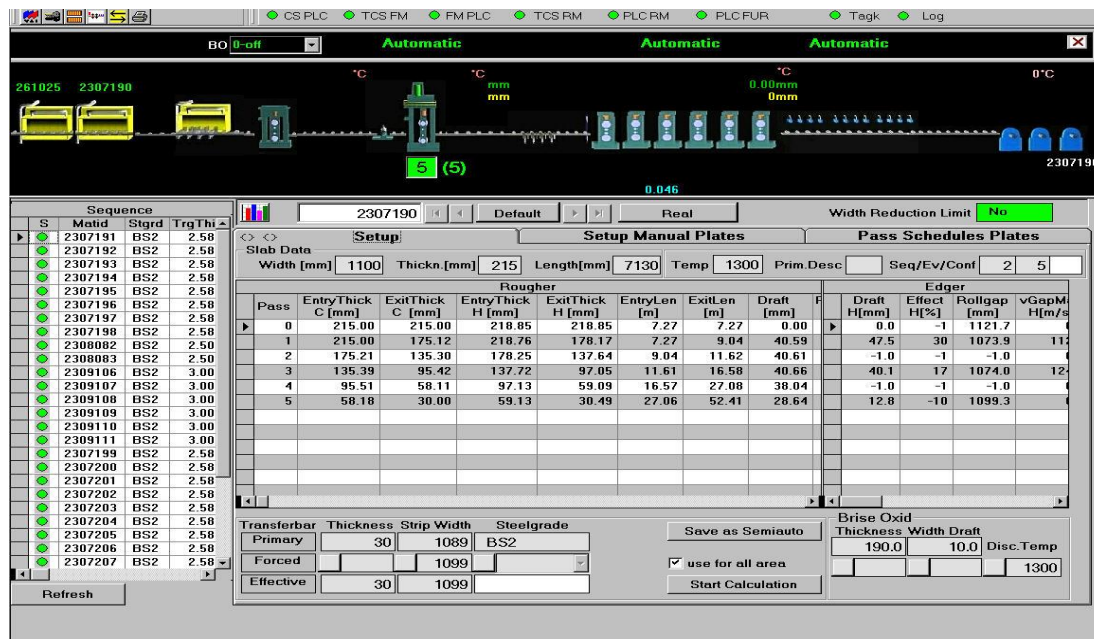 CS PLC TCS FM FM PLC TCS RM PLC RM PLC FUR Tagk Log
BO 0-off Automatic Automatic Automatic
°C °C °C 0°C
261025 2307190 mm 0.00mm
mm 0mm
5 (5)
2307190
0.046
Sequence
S Matid Stgrd TrgThi
2307191 BS2 2.58
2307192 BS2 2.58
2307193 BS2 2.58
2307194 BS2 2.58
2307195 BS2 2.58
2307196 BS2 2.58
2307197 BS2 2.58
2307198 BS2 2.58
2308082 BS2 2.50
2308083 BS2 2.50
2309106 BS2 3.00
2309107 BS2 3.00
2309108 BS2 3.00
2309109 BS2 3.00
2309110 BS2 3.00
2309111 BS2 3.00
2307199 BS2 2.58
2307200 BS2 2.58
2307201 BS2 2.58
2307202 BS2 2.58
2307203 BS2 2.58
2307204 BS2 2.58
2307205 BS2 2.58
2307206 BS2 2.58
2307207 BS2 2.58
Refresh
2307190 Default Real Width Reduction Limit No
<> <> Setup Setup Manual Plates Pass Schedules Plates
Slab Data
Width [mm] 1100 Thickn.[mm] 215 Length[mm] 7130 Temp 1300 Prim.Desc Seq/Ev/Conf 2 5
Rougher
Pass EntryThick ExitThick EntryThick ExitThick EntryLen ExitLen Draft
C [mm] C [mm] H [mm] H [mm] [m] [m] [mm]
0 215.00 215.00 218.85 218.85 7.27 7.27 0.00
1 215.00 175.12 218.76 178.17 7.27 9.04 40.59
2 175.21 135.30 178.25 137.64 9.04 11.62 40.61
3 135.39 95.42 137.72 97.05 11.61 16.58 40.66
4 95.51 58.11 97.13 59.09 16.57 27.08 38.04
5 58.18 30.00 59.13 30.49 27.06 52.41 28.64
Edger
Draft Effect Rollgap vGapM
H[mm] H[%] [mm] H[m/s
0.0 -1 1121.7
47.5 30 1073.9 112
-1.0 -1 -1.0
40.1 17 1074.0 12
-1.0 -1 -1.0
12.8 -10 1099.3
Transferbar Thickness Strip Width Steelgrade
Primary 30 1089 BS2
Forced 1099
Effective 30 1099
Save as Semiauto
use for all area
Start Calculation
Brise Oxid
Thickness Width Draft
190.0 10.0 Disc.Temp
1300